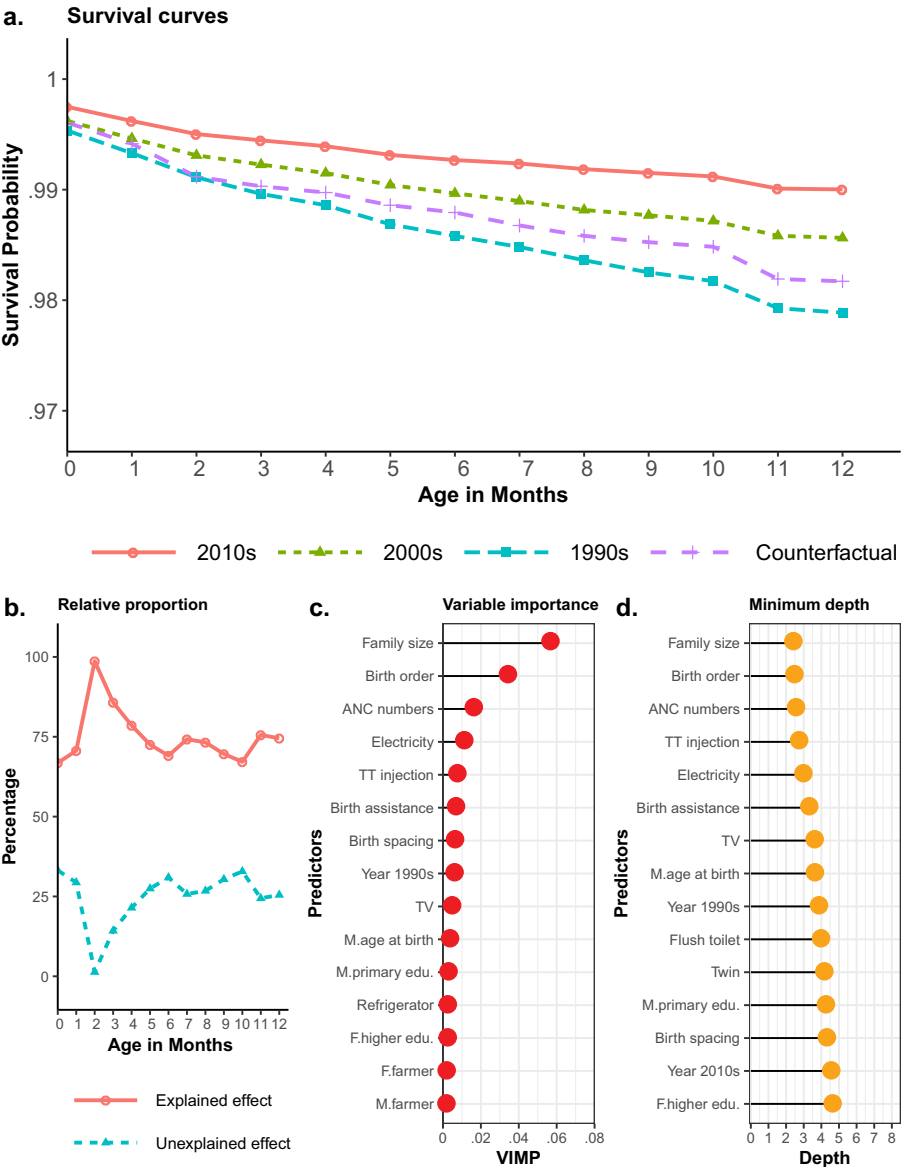 a.
Survival curves
Survival Probability
1
.99
.98
.97
0 1 2 3 4 5 6 7 8 9 10 11 12
Age in Months
2010s 2000s 1990s Counterfactual
b.
Relative proportion
Percentage
100
75
50
25
0
0 1 2 3 4 5 6 7 8 9 10 11 12
Age in Months
Explained effect
Unexplained effect
c.
Variable importance
Predictors
Family size
Birth order
ANC numbers
Electricity
TT injection
Birth assistance
Birth spacing
Year 1990s
TV
M.age at birth
M.primary edu.
Refrigerator
F.higher edu.
F.farmer
M.farmer
0 .02 .04 .06 .08
VIMP
d.
Minimum depth
Predictors
Family size
Birth order
ANC numbers
TT injection
Electricity
Birth assistance
TV
M.age at birth
Year 1990s
Flush toilet
Twin
M.primary edu.
Birth spacing
Year 2010s
F.higher edu.
0 1 2 3 4 5 6 7 8
Depth